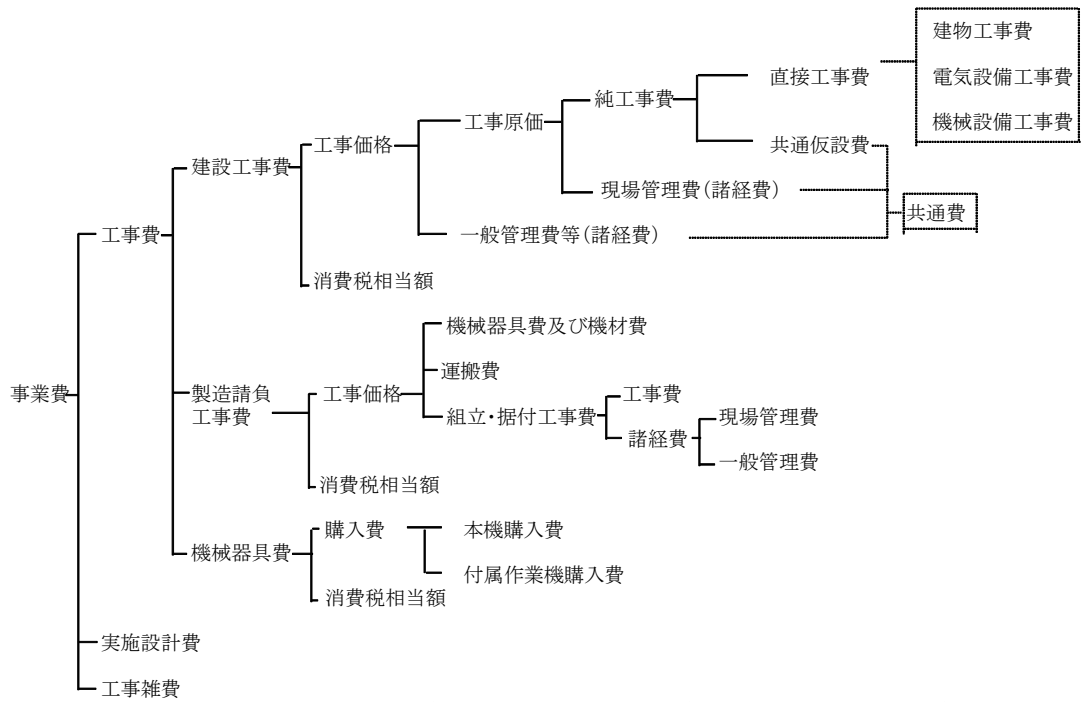 建物工事費
電気設備工事費
機械設備工事費
直接工事費
純工事費
工事原価
工事価格
共通仮設費
建設工事費
現場管理費(諸経費)
共通費
工事費
一般管理費等(諸経費)
消費税相当額
機械器具費及び機材費
運搬費
事業費
製造請負
工事費
工事価格
組立・据付工事費
工事費
諸経費
現場管理費
一般管理費
消費税相当額
機械器具費
購入費
本機購入費
付属作業機購入費
消費税相当額
実施設計費
工事雑費